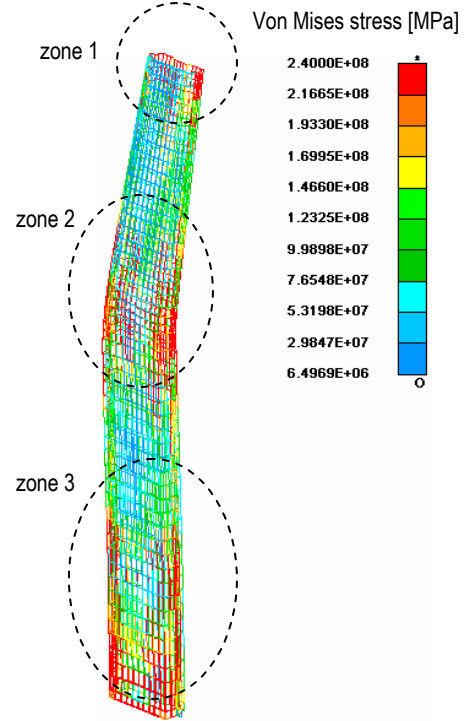 Von Mises stress [MPa]
zone 1
2.4000E+08
2.1665E+08
1.9330E+08
1.6995E+08
1.4660E+08
1.2325E+08
9.9898E+07
7.6548E+07
5.3198E+07
2.9847E+07
6.4969E+06
O
zone 2
zone 3